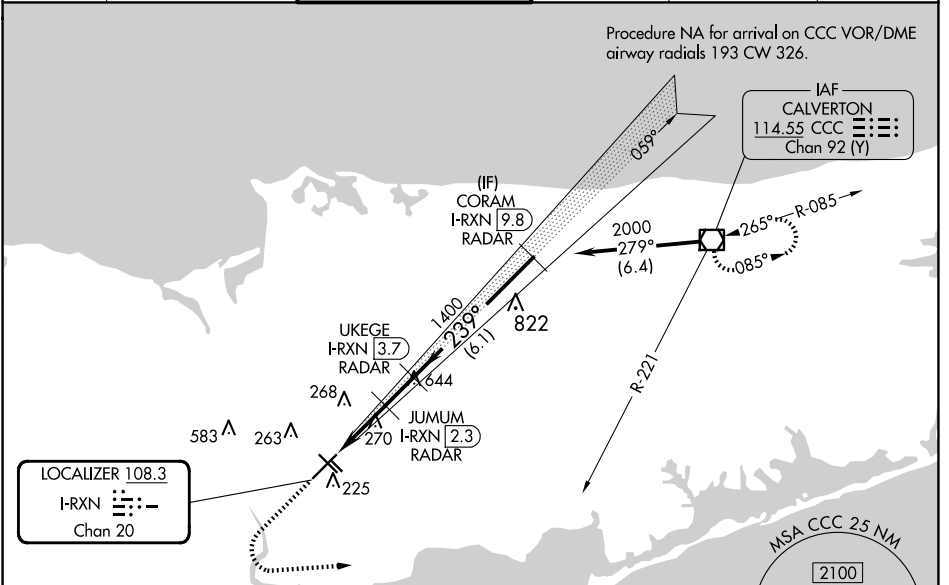 Procedure NA for arrival on CCC VOR/DME
airway radials 193 CW 326.
IAF
CALVERTON
114.55 CCC
Chan 92 (Y)
059°
(IF)
CORAM
I-RXN 9.8
RADAR
2000
279°
(6.4)
265°
R-085
085°
1400
239°
(6.1)
822
UKEGE
I-RXN 3.7
RADAR
644
R-221
268
583
263
270
JUMUM
I-RXN 2.3
RADAR
225
LOCALIZER 108.3
I-RXN
Chan 20
MSA CCC 25 NM
2100